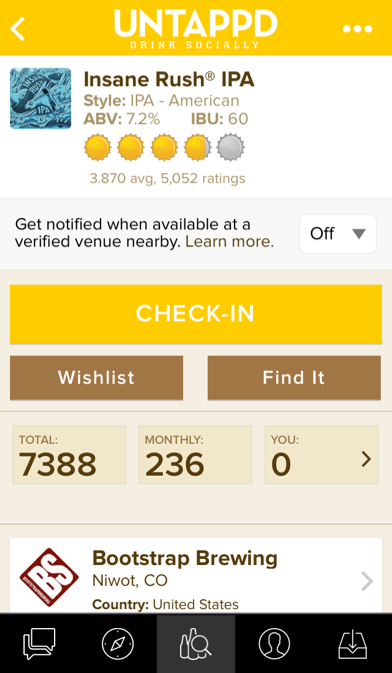 UNTAPPD
DRINK SOCIALLY
Insane Rush® IPA
Style: IPA - American
ABV: 7.2% IBU: 60
3.870 avg, 5,052 ratings
Get notified when available at a
verified venue nearby. Learn more.
Off
CHECK-IN
Wishlist Find It
TOTAL: MONTHLY: YOU:
7388 236 0
Bootstrap Brewing
Niwot, CO
Country: United States
BS